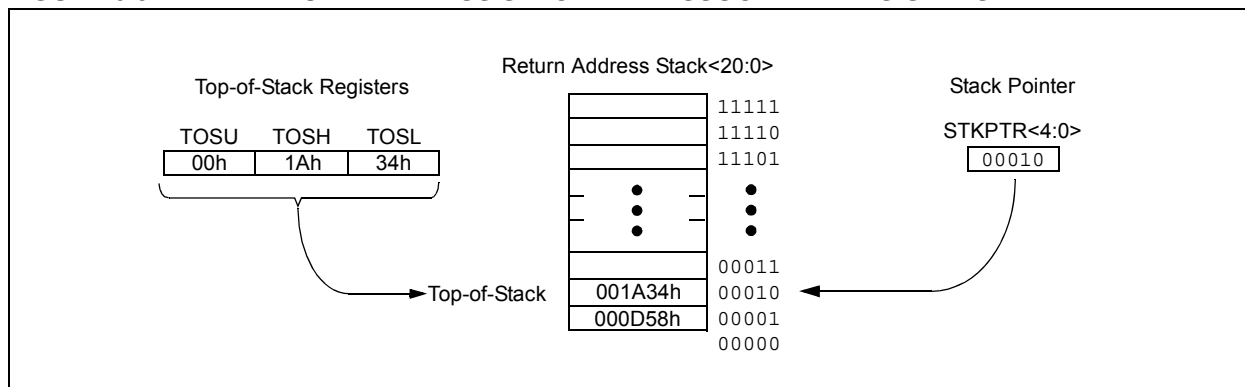 Return Address Stack<20:0>
Top-of-Stack Registers
Stack Pointer
TOSU TOSH TOSL
STKPTR<4:0>
00h 1Ah 34h
00010
11111
11110
11101
00011
Top-of-Stack 001A34h 00010
000D58h 00001
00000